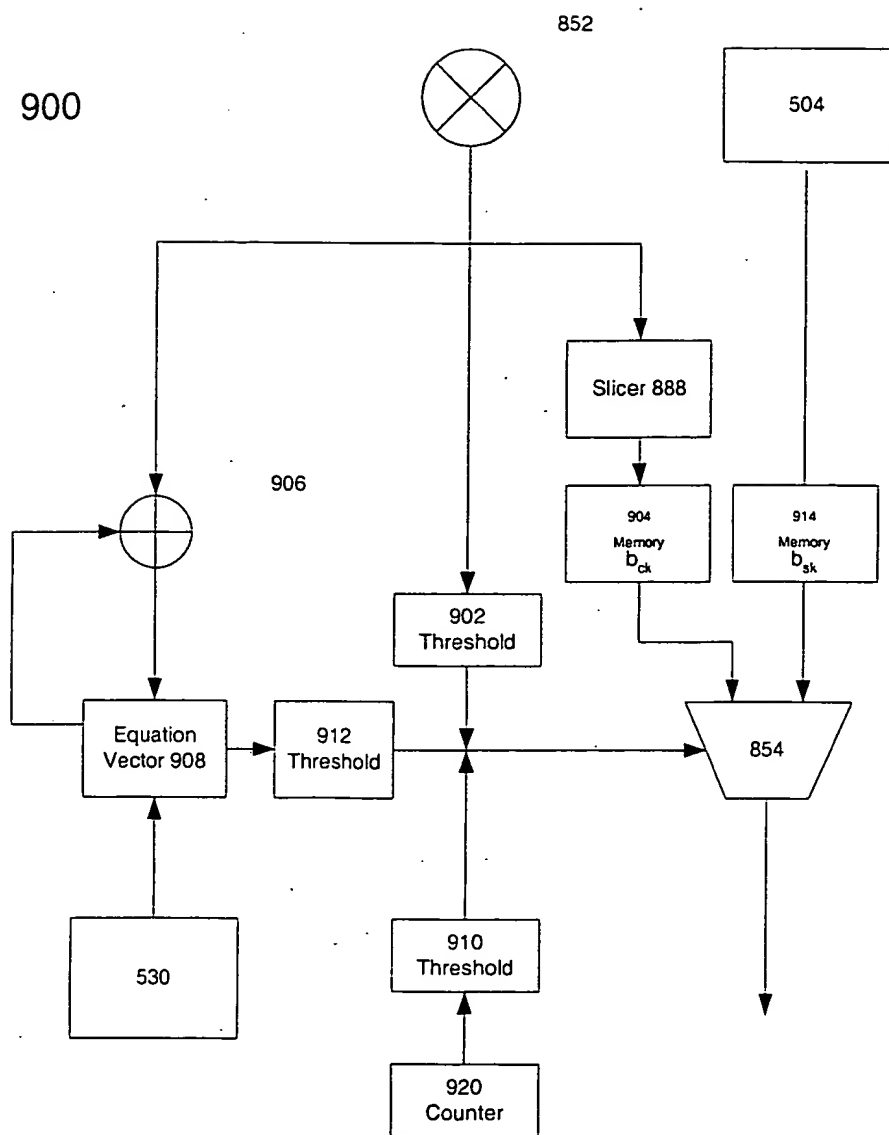 852
900
504
Slicer 888
906
904
Memory
b_ck
914
Memory
b_sk
902
Threshold
Equation
Vector 908
912
Threshold
854
530
910
Threshold
920
Counter